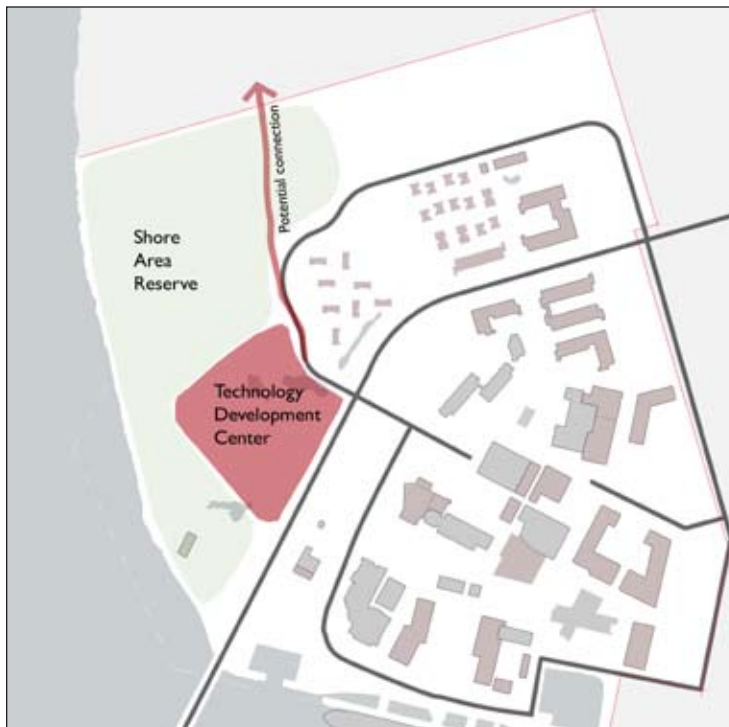 Potential connection
Shore
Area
Reserve
Technology
Development
Center